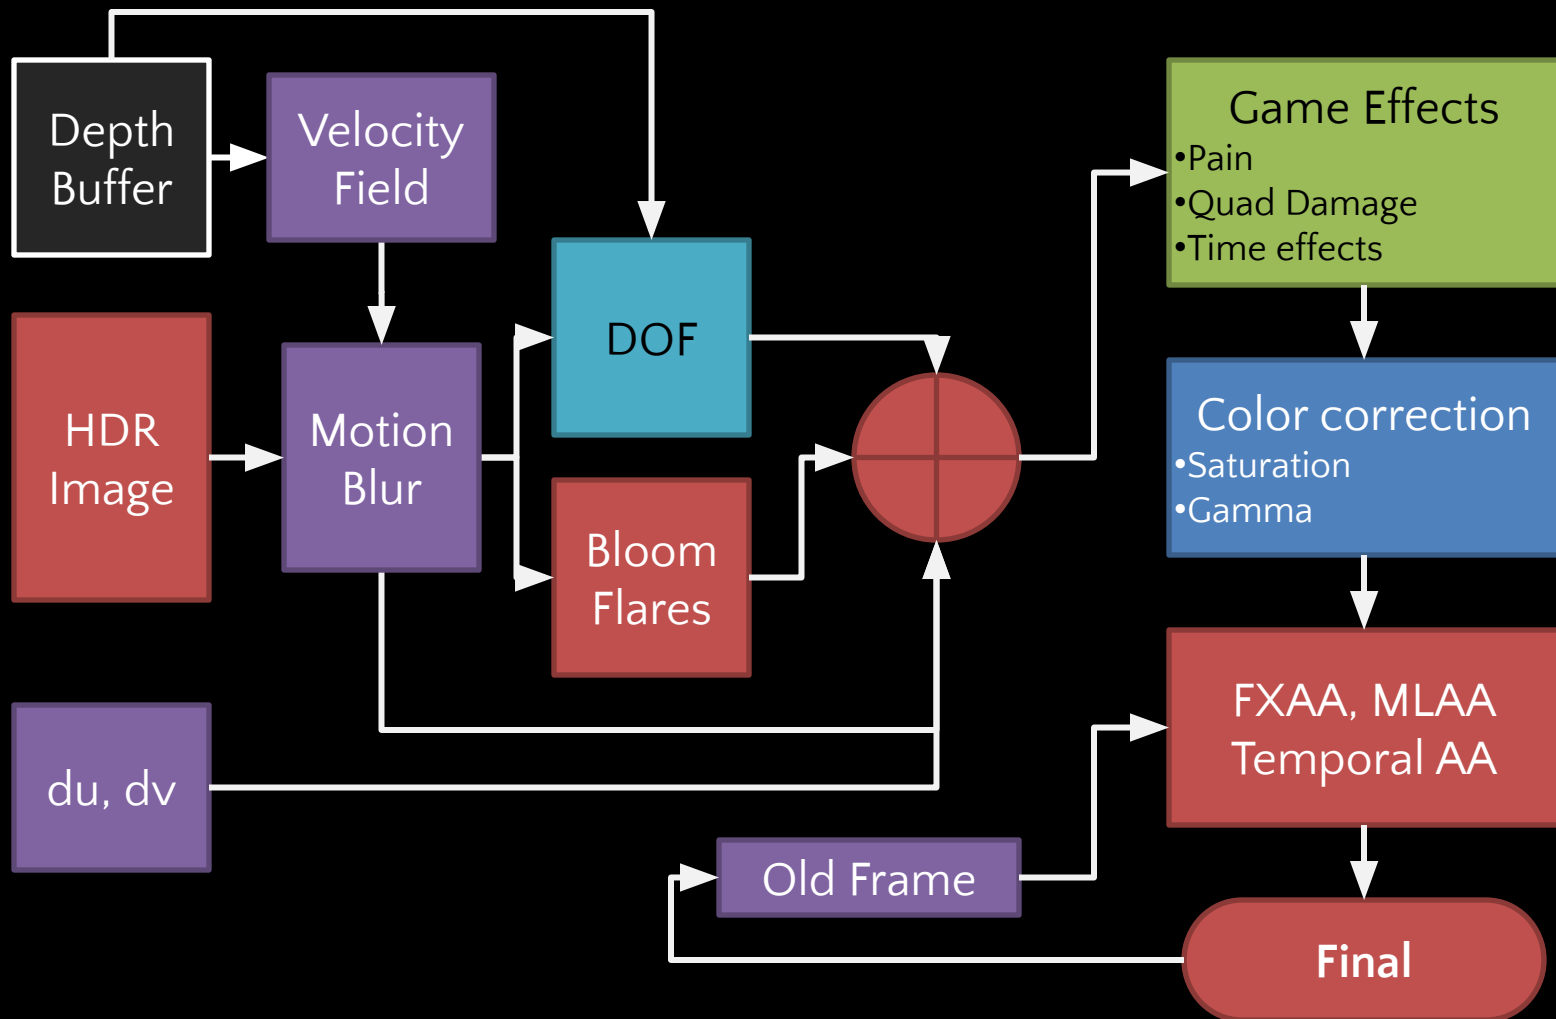 Depth
Buffer
Velocity
Field
HDR
Image
Motion
Blur
du, dv
DOF
Bloom
Flares
Old Frame
Game Effects
•Pain
•Quad Damage
•Time effects
Color correction
•Saturation
•Gamma
FXAA, MLAA
Temporal AA
Final